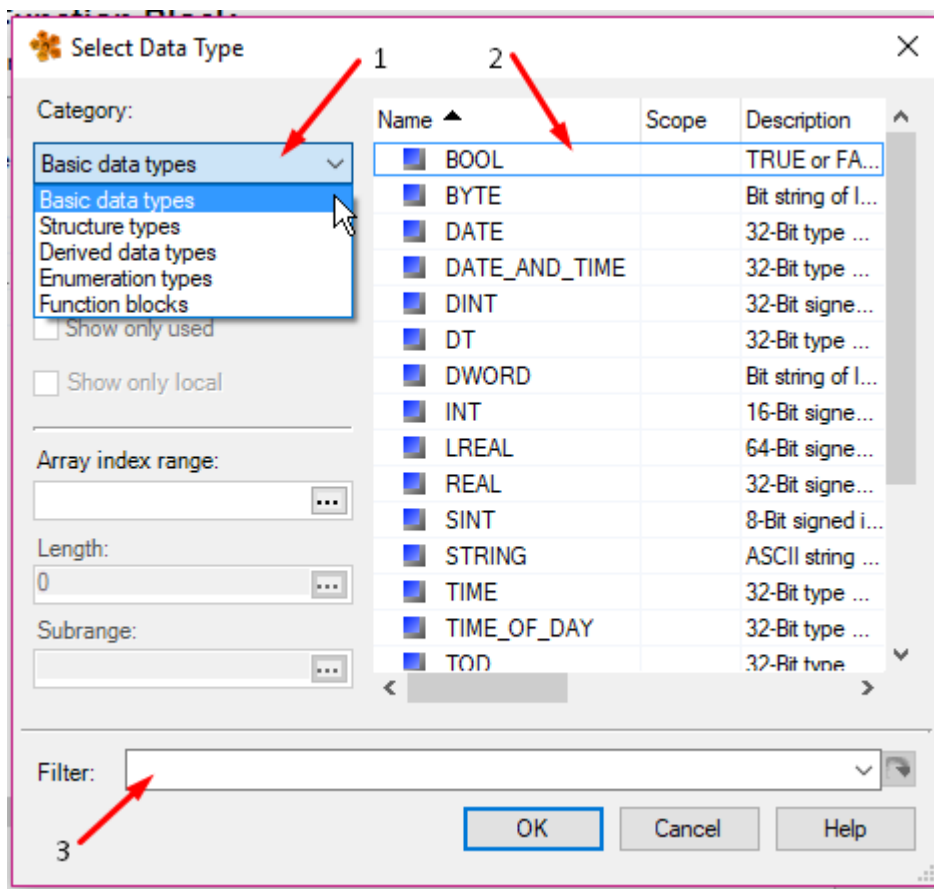 Function Block
Select Data Type
1
2
Category:
Basic data types
Basic data types
Structure types
Derived data types
Enumeration types
Function blocks
Show only used
Show only local
Array index range:
...
Length:
0
...
Subrange:
...
Name Scope Description
BOOL TRUE or FA...
BYTE Bit string of l...
DATE 32-Bit type ...
DATE_AND_TIME 32-Bit type ...
DINT 32-Bit signe...
DT 32-Bit type ...
DWORD Bit string of l...
INT 16-Bit signe...
LREAL 64-Bit signe...
REAL 32-Bit signe...
SINT 8-Bit signed i...
STRING ASCII string ...
TIME 32-Bit type ...
TIME_OF_DAY 32-Bit type ...
TOD 32-Bit type
Filter:
3
OK Cancel Help